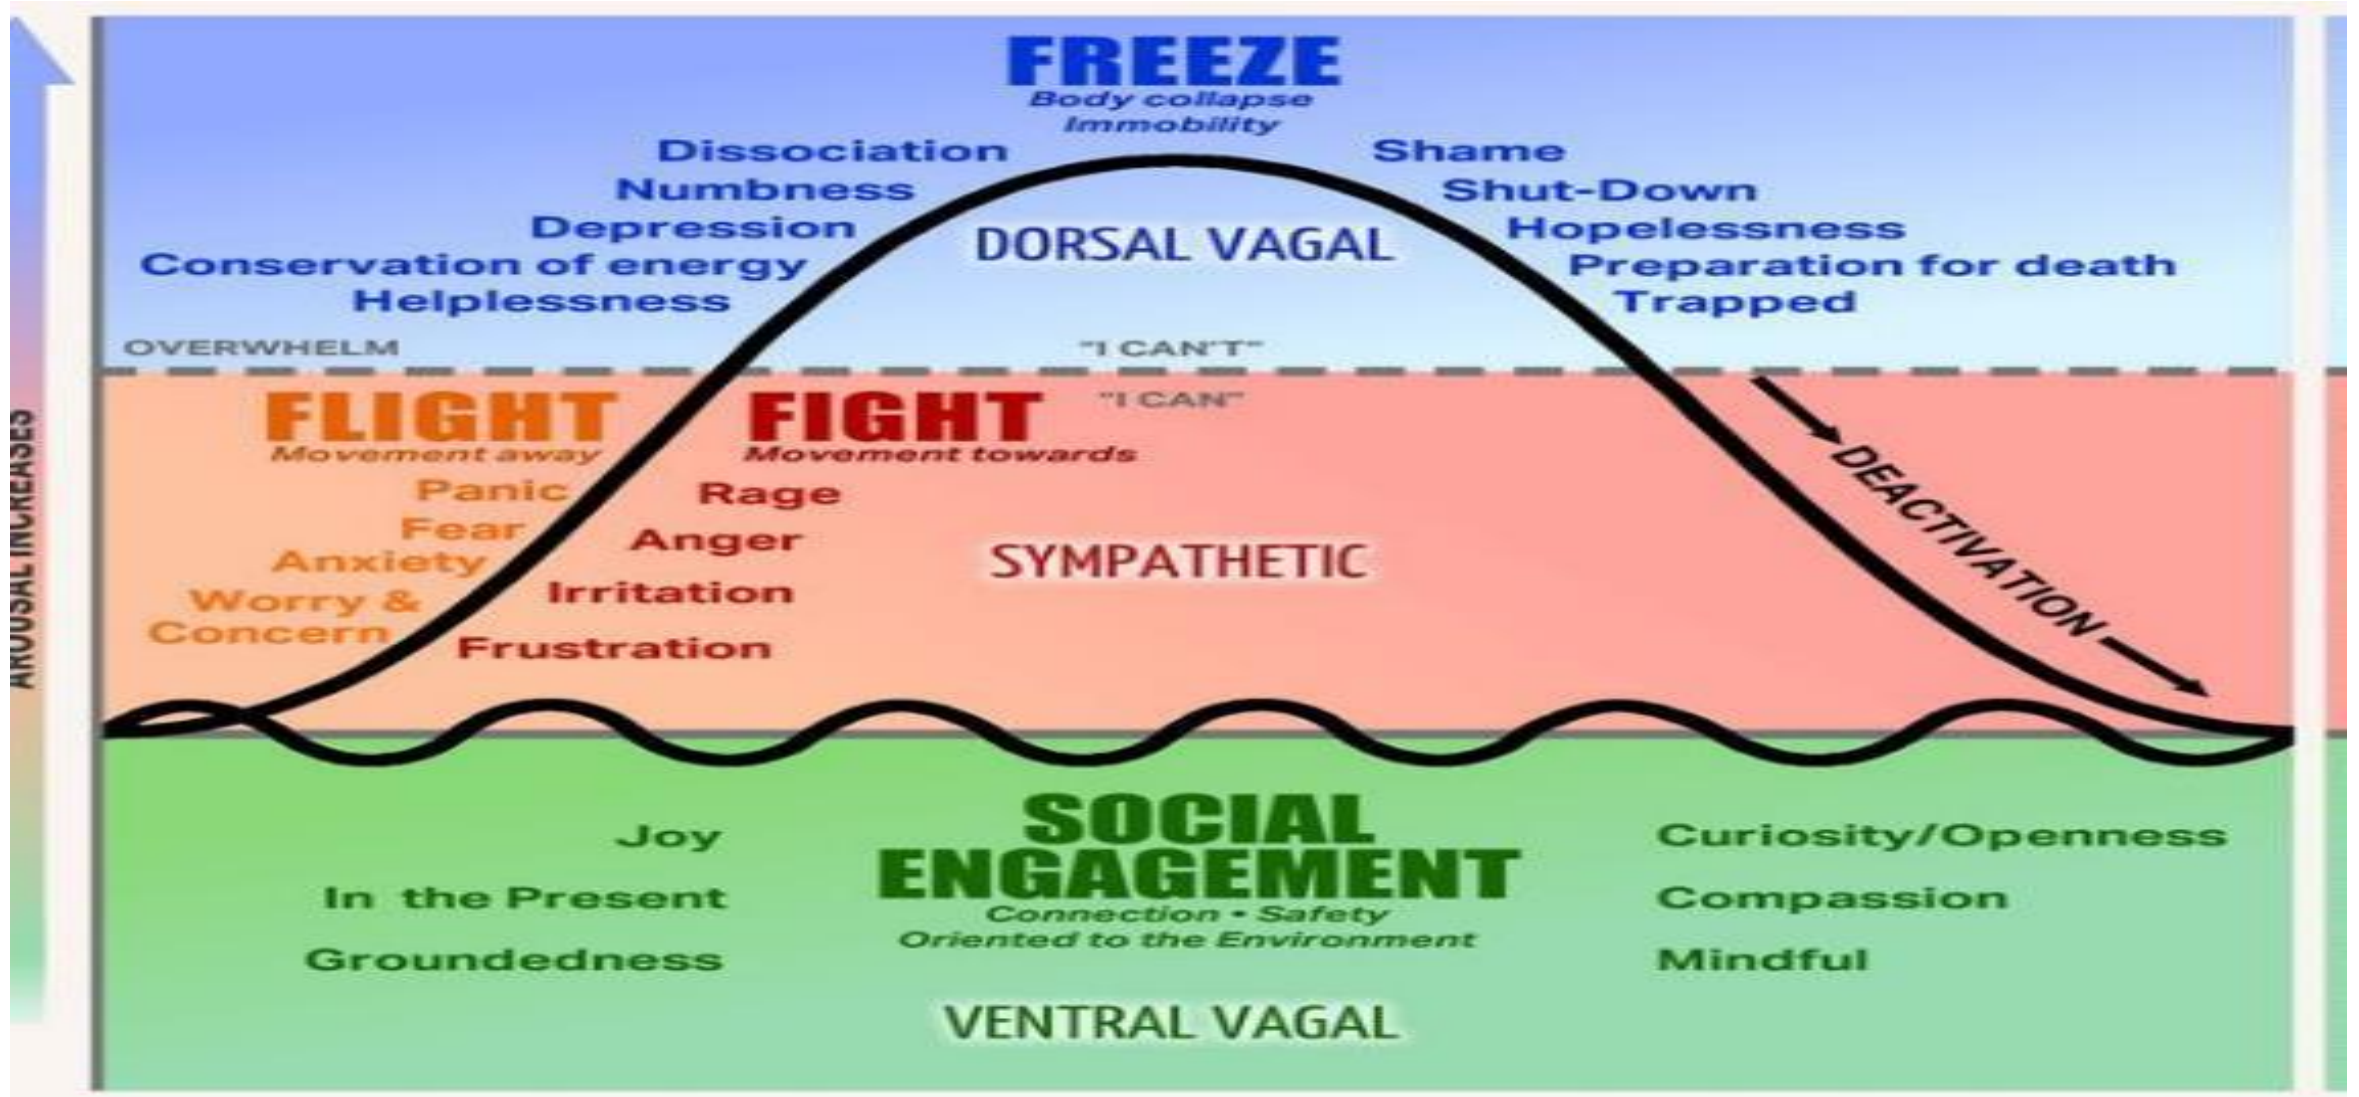 FREEZE
Body collapse
Immobility
Dissociation
Numbness
Depression
Conservation of energy
Helplessness
Shame
Shut-Down
Hopelessness
Preparation for death
Trapped
DORSAL VAGAL
OVERWHELM
"I CAN'T"
"I CAN"
FLIGHT
Movement away
Panic
Fear
Anxiety
Worry &
Concern
FIGHT
Movement towards
Rage
Anger
Irritation
Frustration
SYMPATHETIC
DEACTIVATION
AROUSAL INCREASES
SOCIAL
ENGAGEMENT
Connection • Safety
Oriented to the Environment
Joy
In the Present
Groundedness
Curiosity/Openness
Compassion
Mindful
VENTRAL VAGAL